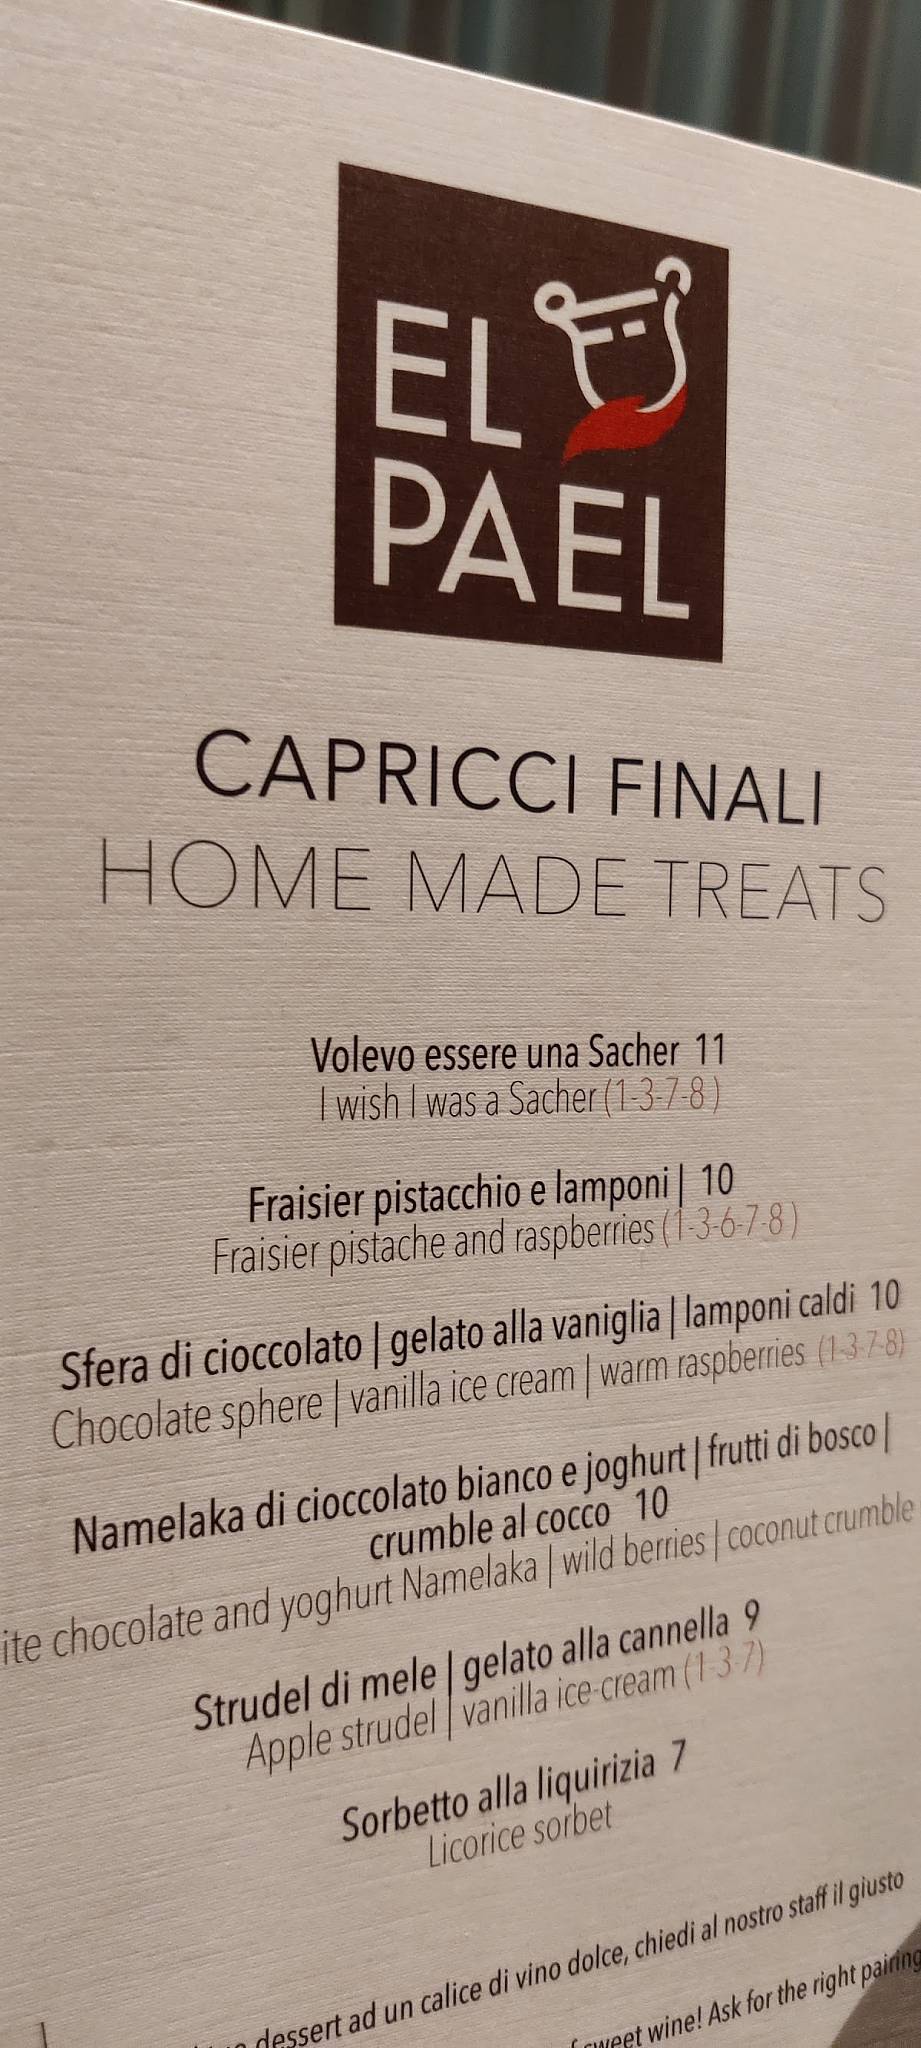 EL
PAEL
CAPRICCI FINALI
HOME MADE TREATS
Volevo essere una Sacher 11
I wish I was a Sacher (1-3-7-8)
Fraisier pistacchio e lamponi | 10
Fraisier pistache and raspberries (1-3-6-7-8)
Sfera di cioccolato | gelato alla vaniglia | lamponi caldi 10
Chocolate sphere | vanilla ice cream | warm raspberries (1-3-7-8)
Namelaka di cioccolato bianco e joghurt | frutti di bosco |
crumble al cocco 10
ite chocolate and yoghurt Namelaka | wild berries | coconut crumble
Strudel di mele | gelato alla cannella 9
Apple strudel | vanilla ice-cream (1-3-7)
Sorbetto alla liquirizia 7
Licorice sorbet
dessert ad un calice di vino dolce, chiedi al nostro staff il giusto
sweet wine! Ask for the right pairing